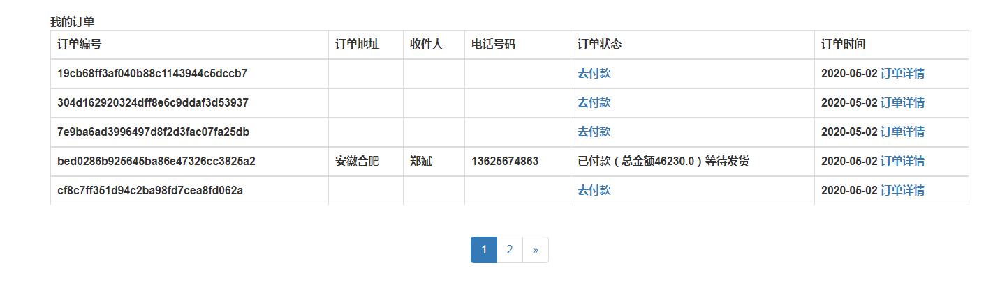 我的订单
订单编号 订单地址 收件人 电话号码 订单状态 订单时间
19cb68ff3af040b88c1143944c5dccb7 去付款 2020-05-02 订单详情
304d162920324dff8e6c9ddaf3d53937 去付款 2020-05-02 订单详情
7e9ba6ad3996497d8f2d3fac07fa25db 去付款 2020-05-02 订单详情
bed0286b925645ba86e47326cc3825a2 安徽合肥 郑斌 13625674863 已付款（总金额46230.0）等待发货 2020-05-02 订单详情
cf8c7ff351d94c2ba98fd7cea8fd062a 去付款 2020-05-02 订单详情
1 2 »